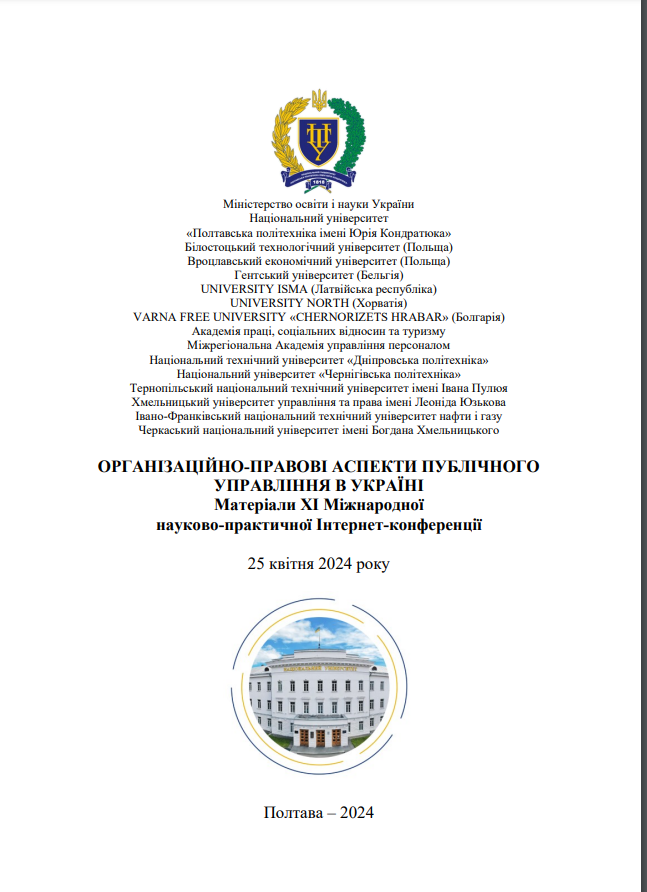 1818
Міністерство освіти і науки України
Національний університет
«Полтавська політехніка імені Юрія Кондратюка»
Білостоцький технологічний університет (Польща)
Вроцлавський економічний університет (Польща)
Гентський університет (Бельгія)
UNIVERSITY ISMA (Латвійська республіка)
UNIVERSITY NORTH (Хорватія)
VARNA FREE UNIVERSITY «CHERNORIZETS HRABAR» (Болгарія)
Академія праці, соціальних відносин та туризму
Міжрегіональна Академія управління персоналом
Національний технічний університет «Дніпровська політехніка»
Національний університет «Чернігівська політехніка»
Тернопільський національний технічний університет імені Івана Пулюя
Хмельницький університет управління та права імені Леоніда Юзькова
Івано-Франківський національний технічний університет нафти і газу
Черкаський національний університет імені Богдана Хмельницького
ОРГАНІЗАЦІЙНО-ПРАВОВІ АСПЕКТИ ПУБЛІЧНОГО
УПРАВЛІННЯ В УКРАЇНІ
Матеріали XI Міжнародної
науково-практичної Інтернет-конференції
25 квітня 2024 року
НАЦІОНАЛЬНИЙ УНІВЕРСИТЕТ
Полтава – 2024